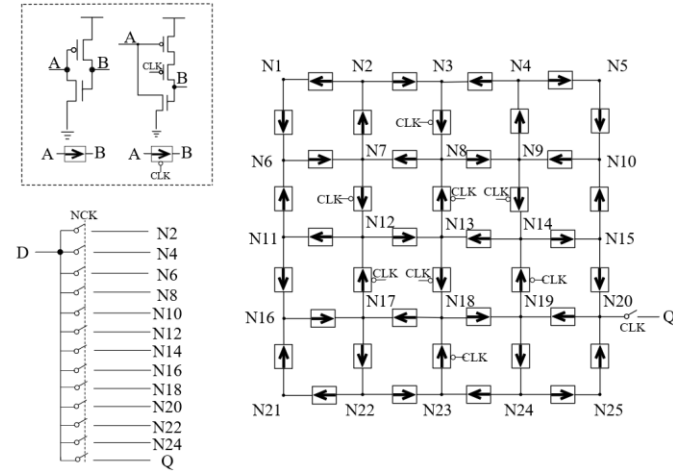 A
B
A
CLK
B
A
B
A
B
CLK
NCK
D
N2
N4
N6
N8
N10
N12
N14
N16
N18
N20
N22
N24
Q
N1 N2 N3 N4 N5
CLK
N6 N7 N8 N9 N10
CLK CLK CLK
N11 N12 N13 N14 N15
CLK CLK CLK
N16 N17 N18 N19 N20
CLK Q
CLK
N21 N22 N23 N24 N25